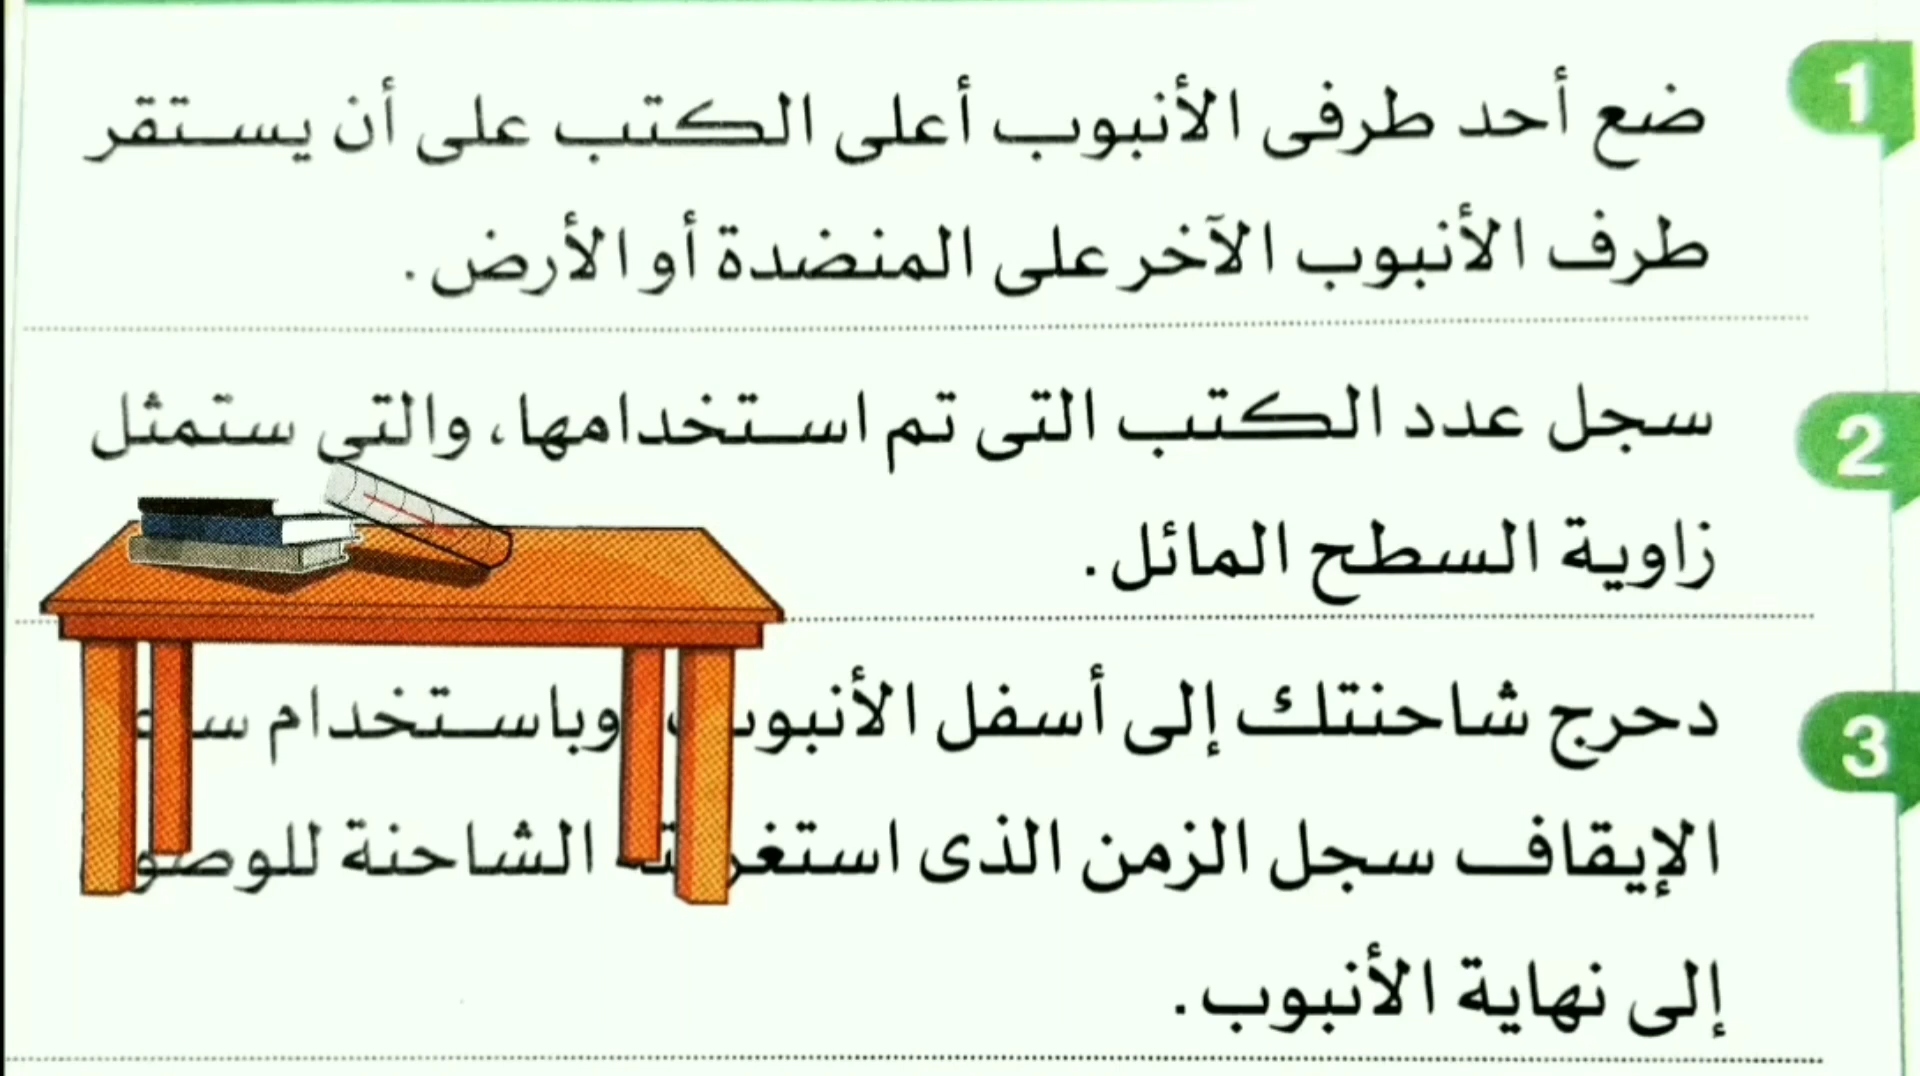 1
ضع أحد طرفى الأنبوب أعلى الكتب على أن يستقر
طرف الأنبوب الآخر على المنضدة أو الأرض.
2
سجل عدد الكتب التى تم استخدامها، والتى ستمثل
زاوية السطح المائل.
3
دحرج شاحنتك إلى أسفل الأنبوب وباستخدام
الإيقاف سجل الزمن الذى استغرقته الشاحنة
إلى نهاية الأنبوب.